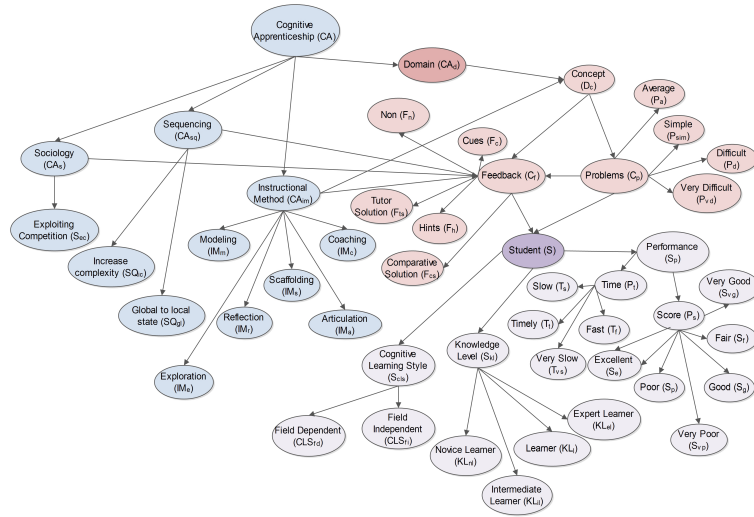 Cognitive
Apprenticeship (CA)
Domain (CAd)
Concept
(Dc)
Average
(Pa)
Non (Fn)
Simple
(Psim)
Sequencing
(CAsq)
Cues (Fc)
Difficult
(Pd)
Sociology
(CAs)
Feedback (Cf)
Problems (Cp)
Instructional
Method (CAim)
Very Difficult
(Pvd)
Tutor
Solution (Fts)
Exploiting
Competition (Sec)
Hints (Fh)
Modeling
(IMm)
Coaching
(IMc)
Student (S)
Performance
(Sp)
Increase
complexity (SQic)
Comparative
Solution (Fcs)
Scaffolding
(IMs)
Slow (Ts)
Time (Pt)
Very Good
(Svg)
Global to local
state (SQgl)
Reflection
(IMr)
Articulation
(IMa)
Timely (Tt)
Fast (Tf)
Score (Ps)
Fair (Sf)
Cognitive
Learning Style
(Scls)
Knowledge
Level (Skl)
Very Slow
(Tvs)
Excellent
(Se)
Exploration
(IMe)
Poor (Sp)
Good (Sg)
Field Dependent
(CLSfd)
Field
Independent
(CLSfi)
Expert Learner
(KLel)
Novice Learner
(KLnl)
Learner (KLl)
Very Poor
(Svp)
Intermediate
Learner (KLil)